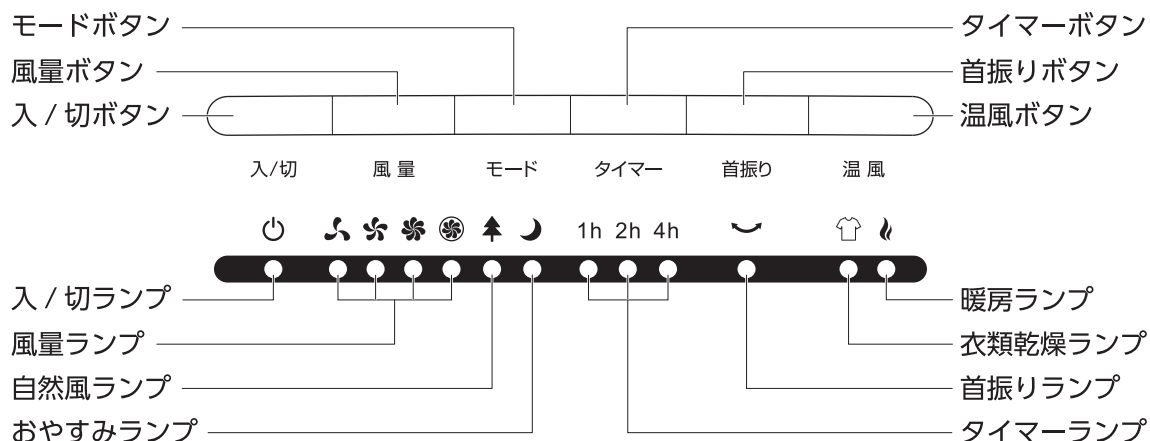 モードボタン
風量ボタン
入/切ボタン
タイマーボタン
首振りボタン
温風ボタン
入/切 風量 モード タイマー 首振り 温風
1h 2h 4h
入/切ランプ
風量ランプ
自然風ランプ
おやすみランプ
暖房ランプ
衣類乾燥ランプ
首振りランプ
タイマーランプ